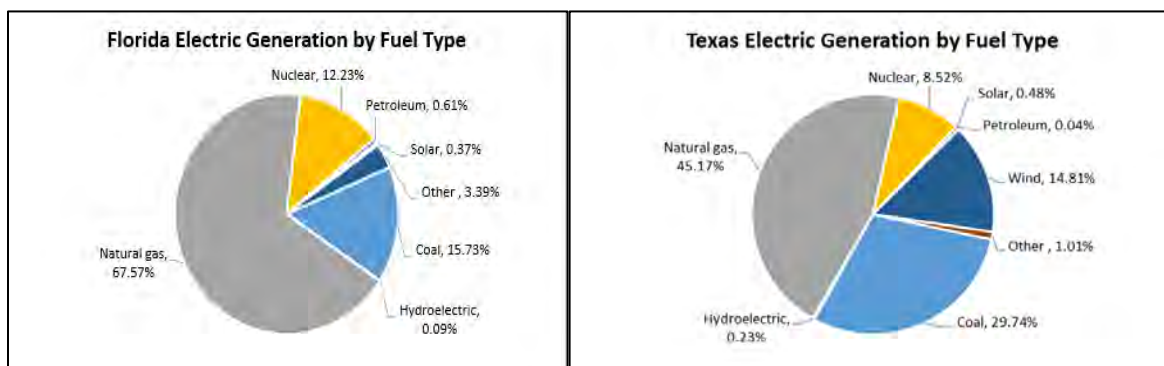 Florida Electric Generation by Fuel Type
Nuclear, 12.23%
Petroleum, 0.61%
Solar, 0.37%
Other , 3.39%
Coal, 15.73%
Hydroelectric,
0.09%
Natural gas,
67.57%
Texas Electric Generation by Fuel Type
Nuclear, 8.52%
Solar, 0.48%
Petroleum, 0.04%
Wind, 14.81%
Other , 1.01%
Coal, 29.74%
Hydroelectric,
0.23%
Natural gas,
45.17%